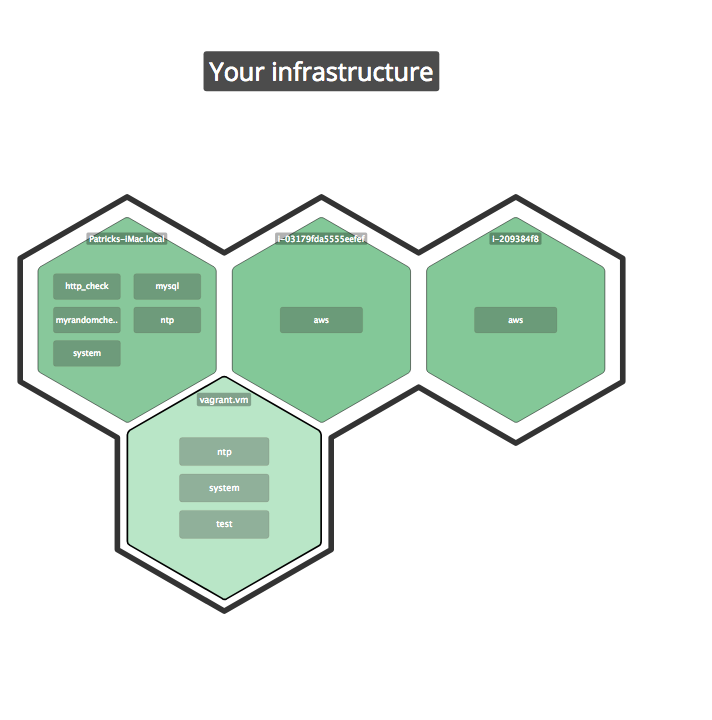 Your infrastructure
Patricks-iMac.local
http_check
mysql
myrandomche..
ntp
system
i-03179fda5555eefef
aws
i-209384f8
aws
vagrant.vm
ntp
system
test